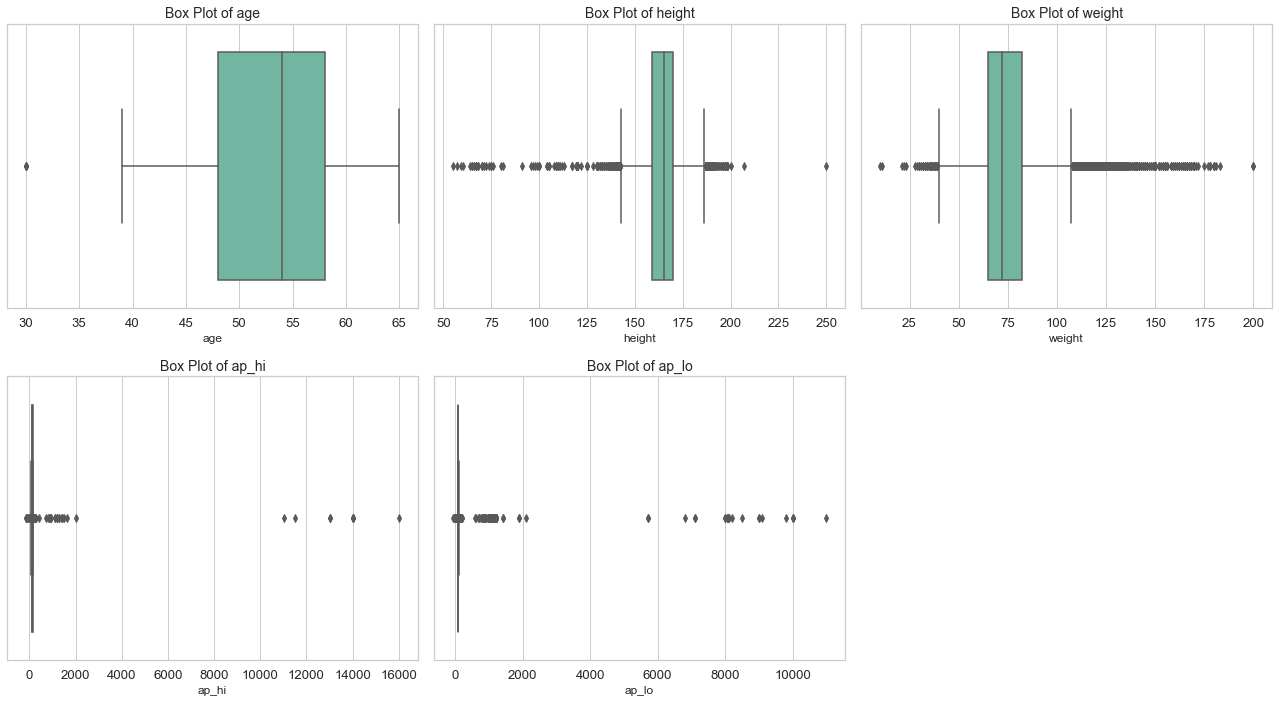 Box Plot of age
30 35 40 45 50 55 60 65
age
Box Plot of height
50 75 100 125 150 175 200 225 250
height
Box Plot of weight
25 50 75 100 125 150 175 200
weight
Box Plot of ap_hi
0 2000 4000 6000 8000 10000 12000 14000 16000
ap_hi
Box Plot of ap_lo
0 2000 4000 6000 8000 10000
ap_lo